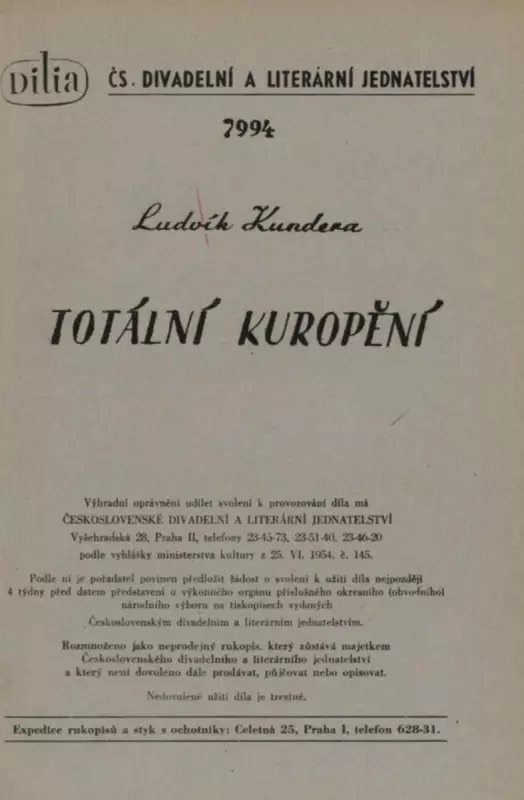 Dilia
ČS. DIVADELNÍ A LITERÁRNÍ JEDNATELSTVÍ
7994
Ludvík Kundera
TOTÁLNÍ KUROPĚNÍ
Výhradní oprávnění udílet svolení k provozování díla má
ČESKOSLOVENSKÉ DIVADELNÍ A LITERÁRNÍ JEDNATELSTVÍ
Vyšehradská 28, Praha II, telefony 23-45-73, 23-51-40, 23-46-20
podle vyhlášky ministerstva kultury z 25. VI. 1954, č. 145.
Podle ní je pořadatel povinen předložit žádost o svolení k užití díla nejpozději
4 týdny před datem představení u výkonného orgánu příslušného okresního (obvodního)
národního výboru na tiskopisech vydaných
Československým divadelním a literárním jednatelstvím.
Rozmnoženo jako neprodejný rukopis, který zůstává majetkem
Československého divadelního a literárního jednatelství
a který není dovoleno dále prodávat, půjčovat nebo opisovat.
Nedovolené užití díla je trestné.
Expedice rukopisů a styk s ochotníky: Celetná 25, Praha I, telefon 628-31.